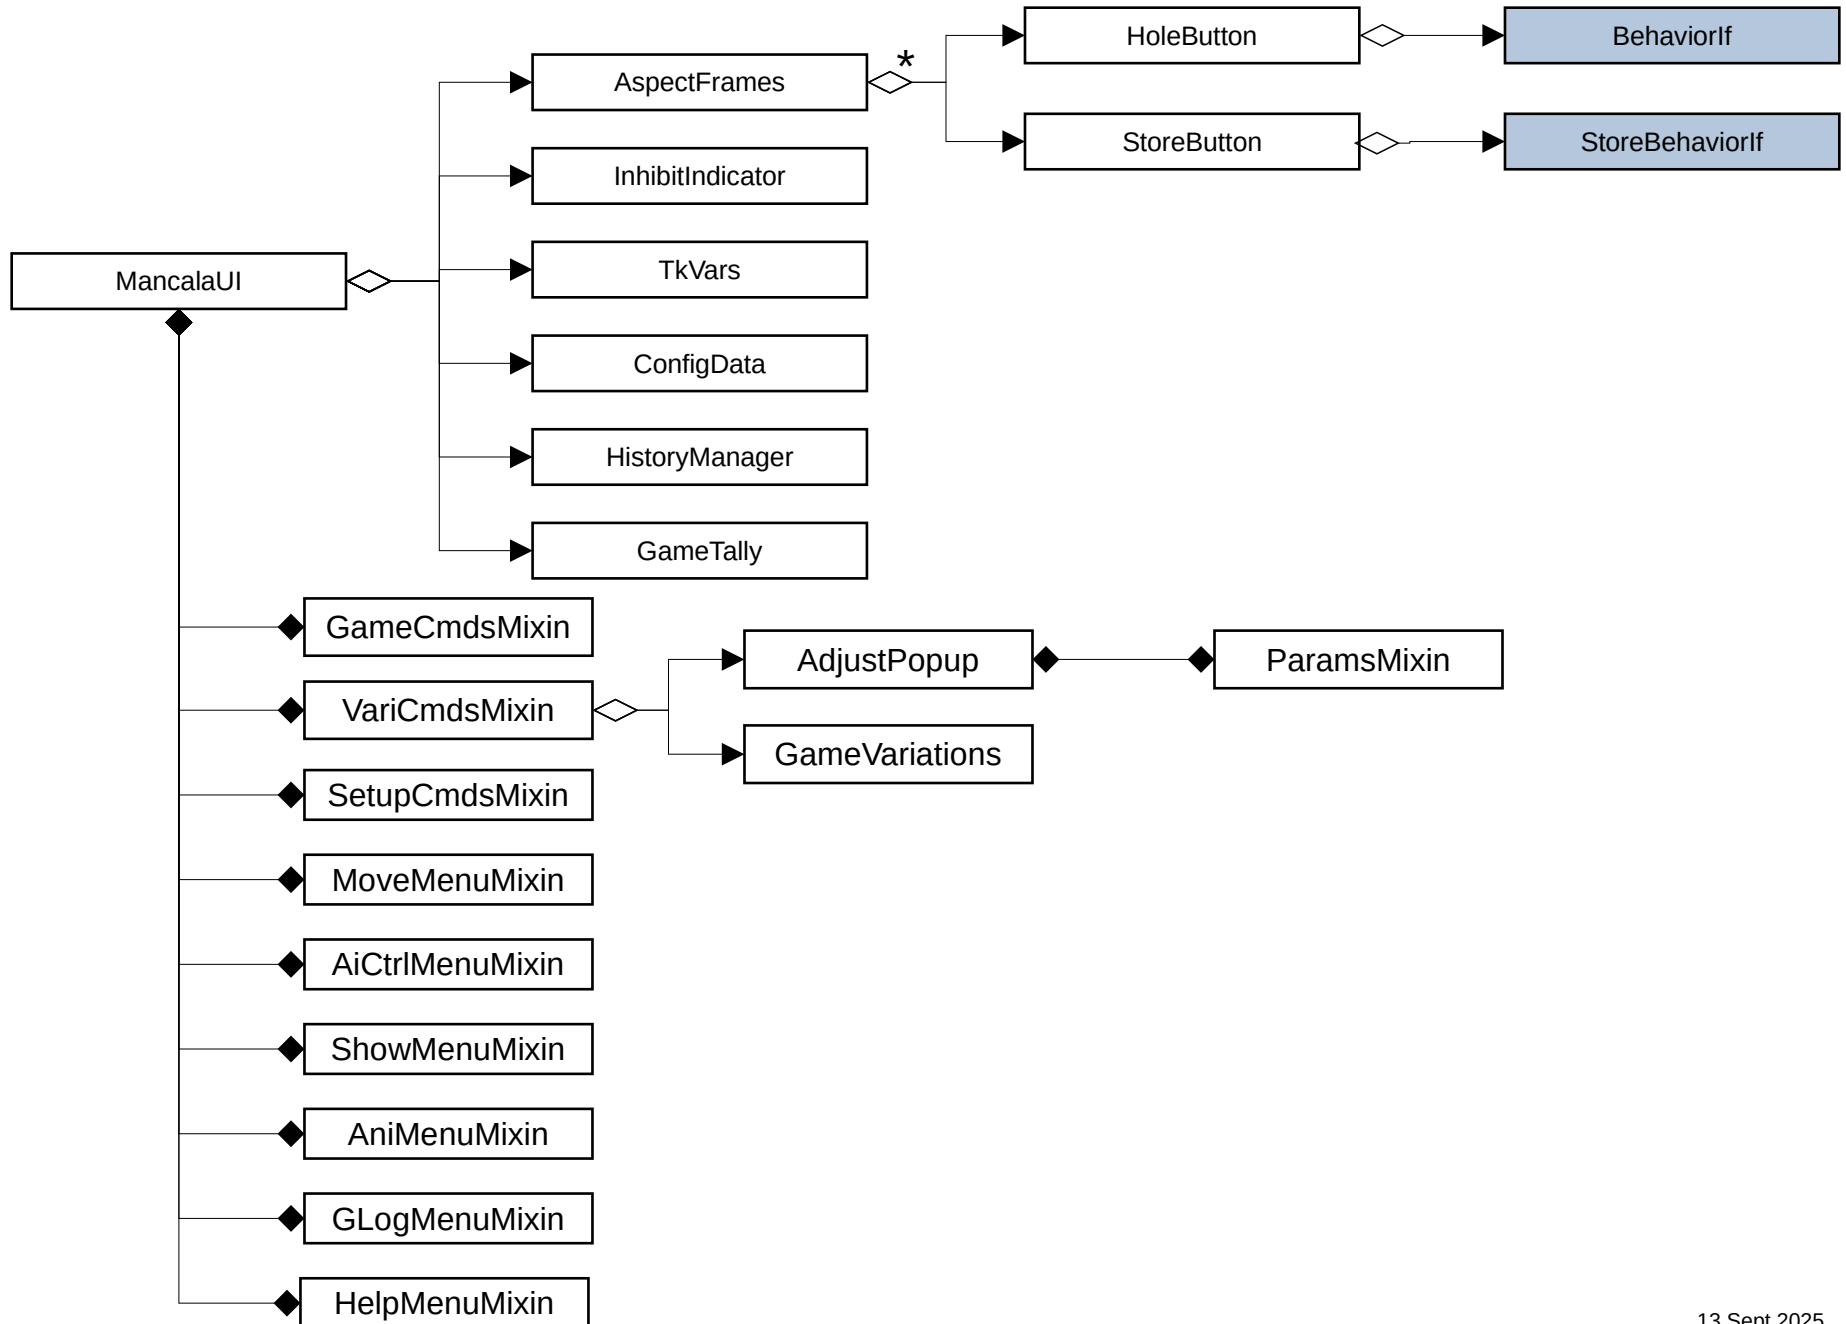 HoleButton
BehaviorIf
*
AspectFrames
StoreButton
StoreBehaviorIf
InhibitIndicator
TkVars
MancalaUI
ConfigData
HistoryManager
GameTally
GameCmdsMixin
AdjustPopup
ParamsMixin
VariCmdsMixin
GameVariations
SetupCmdsMixin
MoveMenuMixin
AiCtrlMenuMixin
ShowMenuMixin
AniMenuMixin
GLogMenuMixin
HelpMenuMixin
13 Sept 2025